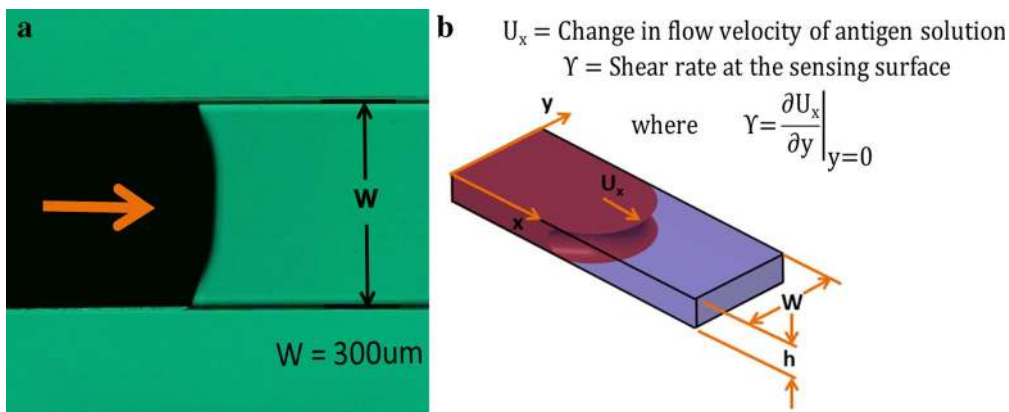 a
W
W = 300um
b
Uₓ = Change in flow velocity of antigen solution
ϒ = Shear rate at the sensing surface
where ϒ= ∂Uₓ/∂y |y=0
y
Uₓ
x
W
h